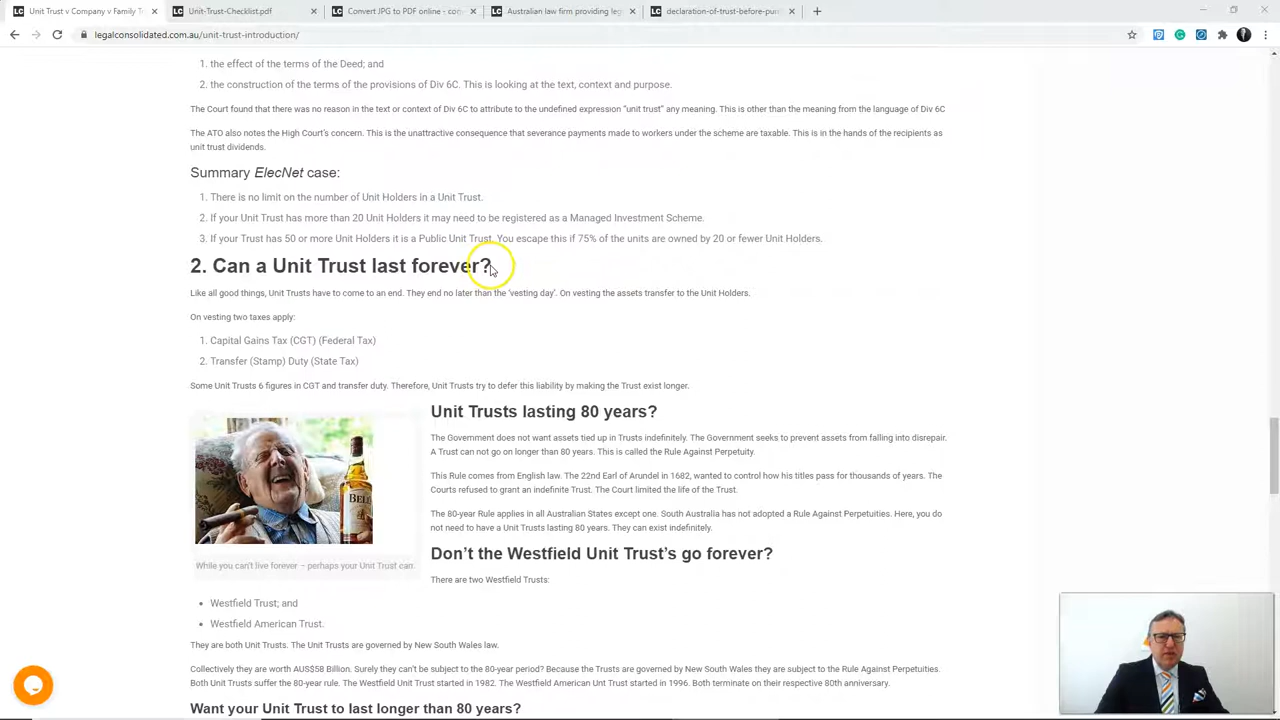 Unit Trust v Company v Family T
Unit-Trust-Checklist.pdf
Convert JPG to PDF online - con
Australian law firm providing leg
declaration-of-trust-before-pur
legalconsolidated.com.au/unit-trust-introduction/
1. the effect of the terms of the Deed; and
2. the construction of the terms of the provisions of Div 6C. This is looking at the text, context and purpose.
The Court found that there was no reason in the text or context of Div 6C to attribute to the undefined expression “unit trust” any meaning. This is other than the meaning from the language of Div 6C
The ATO also notes the High Court’s concern. This is the unattractive consequence that severance payments made to workers under the scheme are taxable. This is in the hands of the recipients as
unit trust dividends.
Summary ElecNet case:
1. There is no limit on the number of Unit Holders in a Unit Trust.
2. If your Unit Trust has more than 20 Unit Holders it may need to be registered as a Managed Investment Scheme.
3. If your Trust has 50 or more Unit Holders it is a Public Unit Trust. You escape this if 75% of the units are owned by 20 or fewer Unit Holders.
2. Can a Unit Trust last forever?
Like all good things, Unit Trusts have to come to an end. They end no later than the ‘vesting day’. On vesting the assets transfer to the Unit Holders.
On vesting two taxes apply:
1. Capital Gains Tax (CGT) (Federal Tax)
2. Transfer (Stamp) Duty (State Tax)
Some Unit Trusts 6 figures in CGT and transfer duty. Therefore, Unit Trusts try to defer this liability by making the Trust exist longer.
Unit Trusts lasting 80 years?
The Government does not want assets tied up in Trusts indefinitely. The Government seeks to prevent assets from falling into disrepair.
A Trust can not go on longer than 80 years. This is called the Rule Against Perpetuity.
This Rule comes from English law. The 22nd Earl of Arundel in 1682, wanted to control how his titles pass for thousands of years. The
Courts refused to grant an indefinite Trust. The Court limited the life of the Trust.
The 80-year Rule applies in all Australian States except one. South Australia has not adopted a Rule Against Perpetuities. Here, you do
not need to have a Unit Trusts lasting 80 years. They can exist indefinitely.
BELL
While you can’t live forever – perhaps your Unit Trust can.
Don’t the Westfield Unit Trust’s go forever?
There are two Westfield Trusts:
• Westfield Trust; and
• Westfield American Trust.
They are both Unit Trusts. The Unit Trusts are governed by New South Wales law.
Collectively they are worth AUS$58 Billion. Surely they can’t be subject to the 80-year period? Because the Trusts are governed by New South Wales they are subject to the Rule Against Perpetuities.
Both Unit Trusts suffer the 80-year rule. The Westfield Unit Trust started in 1982. The Westfield American Unt Trust started in 1996. Both terminate on their respective 80th anniversary.
Want your Unit Trust to last longer than 80 years?